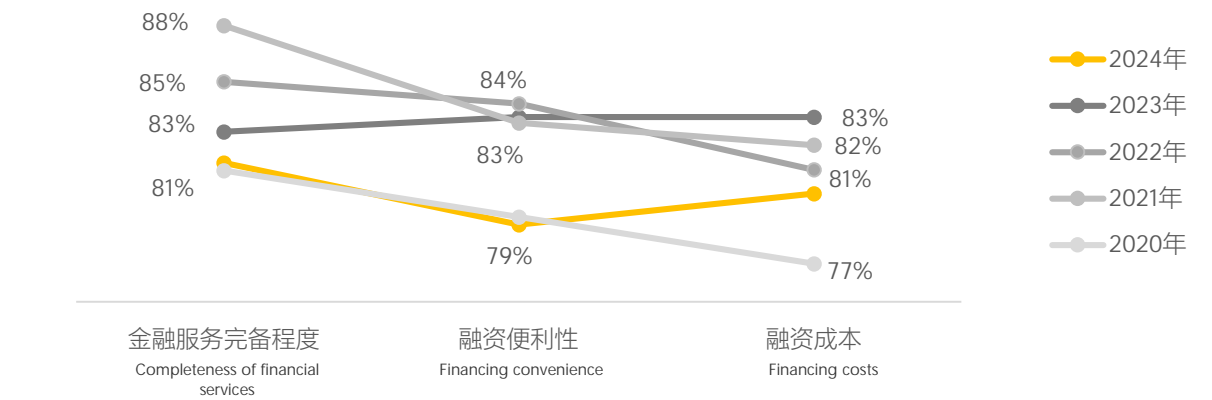 88%
85%
83%
81%
84%
83%
79%
83%
82%
81%
77%
2024年
2023年
2022年
2021年
2020年
金融服务完备程度
Completeness of financial
services
融资便利性
Financing convenience
融资成本
Financing costs